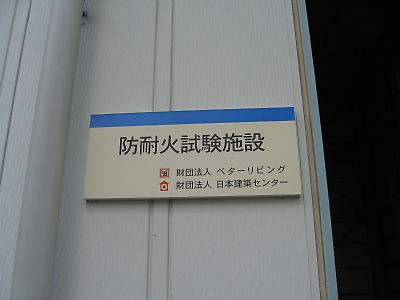 防耐火試験施設
財団法人 ベターリビング
財団法人 日本建築センター